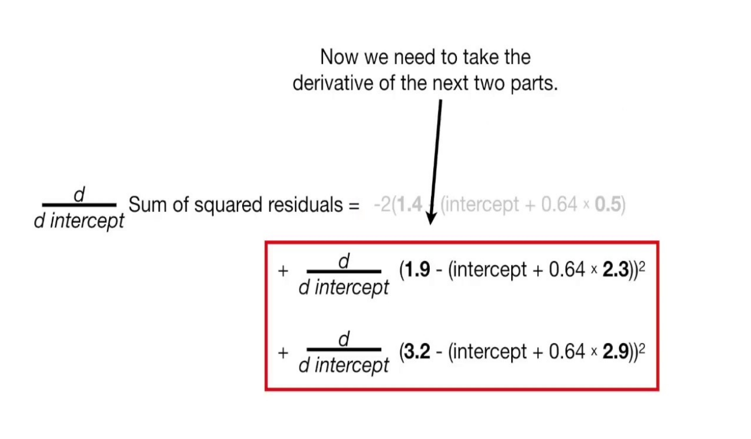 Now we need to take the
derivative of the next two parts.
d
d intercept
Sum of squared residuals = -2(1.4 - (intercept + 0.64 × 0.5)
+ d
d intercept
(1.9 - (intercept + 0.64 × 2.3))²
+ d
d intercept
(3.2 - (intercept + 0.64 × 2.9))²